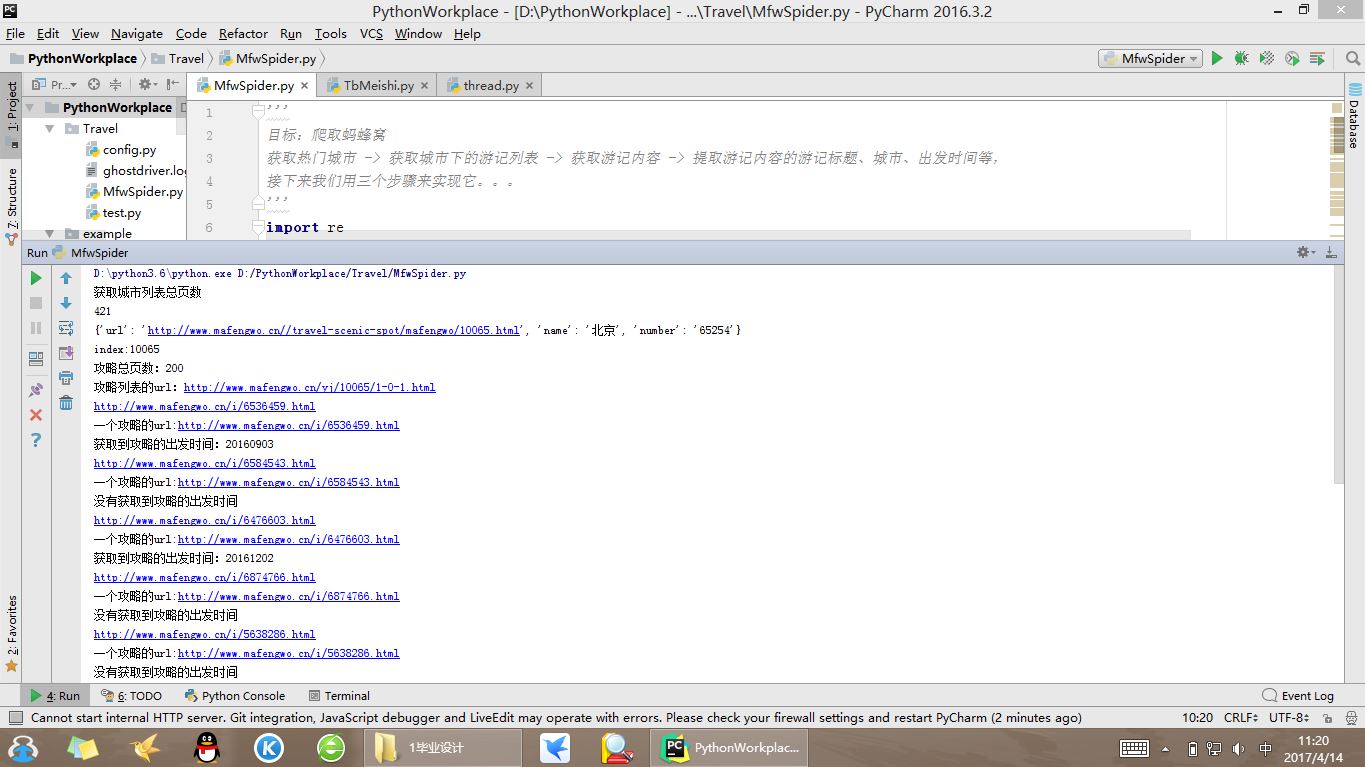 PythonWorkplace - [D:\PythonWorkplace] - ...\Travel\MfwSpider.py - PyCharm 2016.3.2
File Edit View Navigate Code Refactor Run Tools VCS Window Help
PythonWorkplace Travel MfwSpider.py
MfwSpider
Pr...
MfwSpider.py TbMeishi.py thread.py
1: Project
Z: Structure
2: Favorites
Database
PythonWorkplace D
Travel
config.py
ghostdriver.log
MfwSpider.py
test.py
example
1 '''
2 目标：爬取蚂蜂窝
3 获取热门城市 -> 获取城市下的游记列表 -> 获取游记内容 -> 提取游记内容的游记标题、城市、出发时间等，
4 接下来我们用三个步骤来实现它。。。
5 '''
6 import re
Run MfwSpider
D:\python3.6\python.exe D:/PythonWorkplace/Travel/MfwSpider.py
获取城市列表总页数
421
{'url': 'http://www.mafengwo.cn//travel-scenic-spot/mafengwo/10065.html', 'name': '北京', 'number': '65254'}
index:10065
攻略总页数：200
攻略列表的url：http://www.mafengwo.cn/yj/10065/1-0-1.html
http://www.mafengwo.cn/i/6536459.html
一个攻略的url:http://www.mafengwo.cn/i/6536459.html
获取到攻略的出发时间：20160903
http://www.mafengwo.cn/i/6584543.html
一个攻略的url:http://www.mafengwo.cn/i/6584543.html
没有获取到攻略的出发时间
http://www.mafengwo.cn/i/6476603.html
一个攻略的url:http://www.mafengwo.cn/i/6476603.html
获取到攻略的出发时间：20161202
http://www.mafengwo.cn/i/6874766.html
一个攻略的url:http://www.mafengwo.cn/i/6874766.html
没有获取到攻略的出发时间
http://www.mafengwo.cn/i/5638286.html
一个攻略的url:http://www.mafengwo.cn/i/5638286.html
没有获取到攻略的出发时间
4: Run 6: TODO Python Console Terminal Event Log
Cannot start internal HTTP server. Git integration, JavaScript debugger and LiveEdit may operate with errors. Please check your firewall settings and restart PyCharm (2 minutes ago) 10:20 CRLF UTF-8
1毕业设计 PythonWorkplac... 中 11:20
2017/4/14